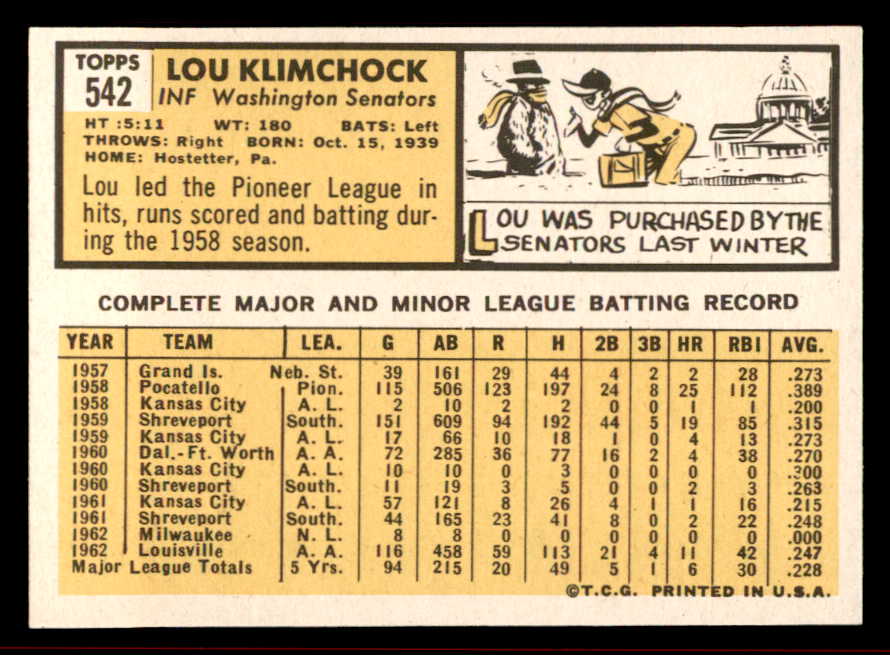 TOPPS
542
LOU KLIMCHOCK
INF Washington Senators
HT :5:11 WT: 180 BATS: Left
THROWS: Right BORN: Oct. 15, 1939
HOME: Hostetter, Pa.
Lou led the Pioneer League in
hits, runs scored and batting dur-
ing the 1958 season.
LOU WAS PURCHASED BY THE
SENATORS LAST WINTER
COMPLETE MAJOR AND MINOR LEAGUE BATTING RECORD
YEAR TEAM LEA. G AB R H 2B 3B HR RBI AVG.
1957 Grand Is. Neb. St. 39 161 29 44 4 2 2 28 .273
1958 Pocatello Pion. 115 506 123 197 24 8 25 112 .389
1958 Kansas City A. L. 2 10 2 2 0 0 1 1 .200
1959 Shreveport South. 151 609 94 192 44 5 19 85 .315
1959 Kansas City A. L. 17 66 10 18 1 0 4 13 .273
1960 Dal.-Ft. Worth A. A. 72 285 36 77 16 2 4 38 .270
1960 Kansas City A. L. 10 10 0 3 0 0 0 0 .300
1960 Shreveport South. 11 19 3 5 0 0 2 3 .263
1961 Kansas City A. L. 57 121 8 26 4 1 1 16 .215
1961 Shreveport South. 44 165 23 41 8 0 2 22 .248
1962 Milwaukee N. L. 8 8 0 0 0 0 0 0 .000
1962 Louisville A. A. 116 458 59 113 21 4 11 42 .247
Major League Totals 5 Yrs. 94 215 20 49 5 1 6 30 .228
©T.C.G. PRINTED IN U.S.A.